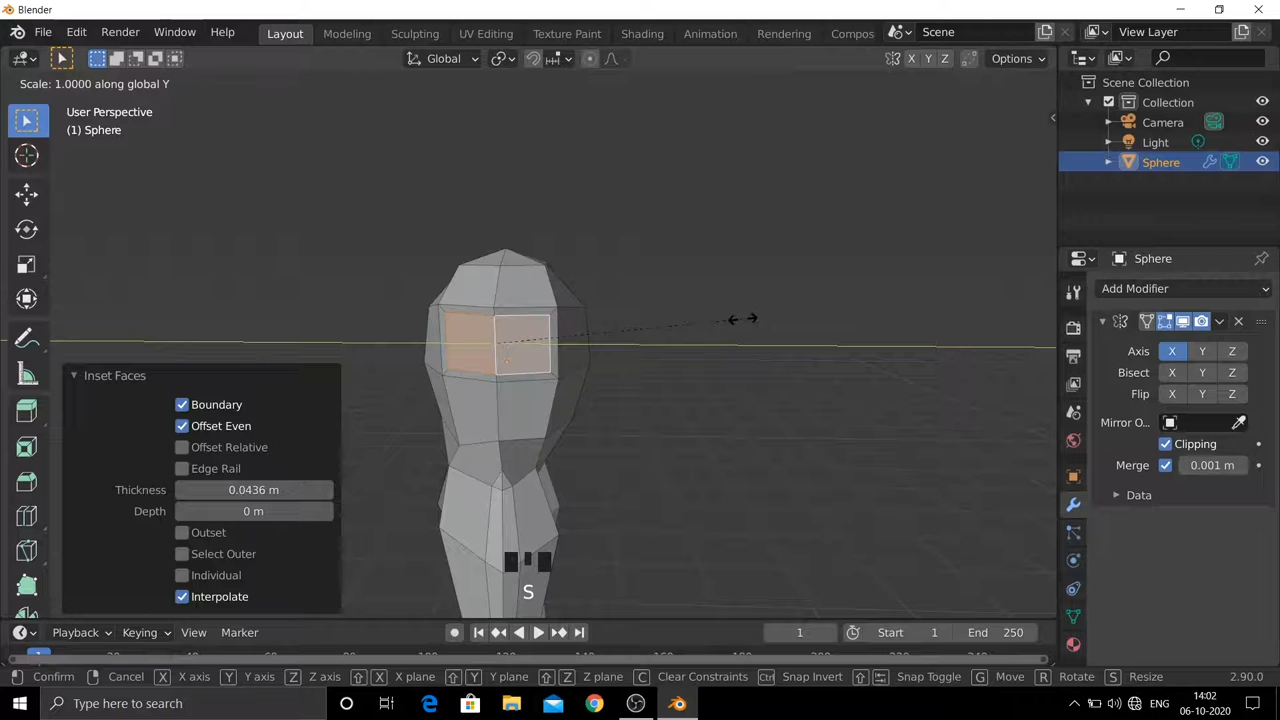 Blender
File Edit Render Window Help Layout Modeling Sculpting UV Editing Texture Paint Shading Animation Rendering Compos Scene View Layer
Global X Y Z Options
Scale: 1.0000 along global Y
User Perspective
(1) Sphere
Scene Collection
Collection
Camera
Light
Sphere
Sphere
Add Modifier
Axis X Y Z
Bisect X Y Z
Flip X Y Z
Mirror O...
Clipping
Merge 0.001 m
Data
Inset Faces
Boundary
Offset Even
Offset Relative
Edge Rail
Thickness 0.0436 m
Depth 0 m
Outset
Select Outer
Individual
Interpolate
S
Playback Keying View Marker 1 Start 1 End 250
Confirm Cancel X X axis Y Y axis Z Z axis X X plane Y Y plane Z Z plane C Clear Constraints Ctrl Snap Invert Snap Toggle G Move R Rotate S Resize 2.90.0
Type here to search
14:02
06-10-2020